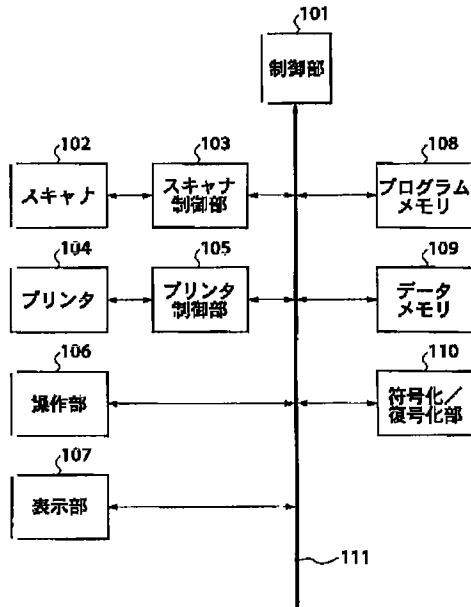 101
制御部
102
スキャナ
103
スキャナ
制御部
108
プログラム
メモリ
104
プリンタ
105
プリンタ
制御部
109
データ
メモリ
106
操作部
110
符号化/
復号化部
107
表示部
111